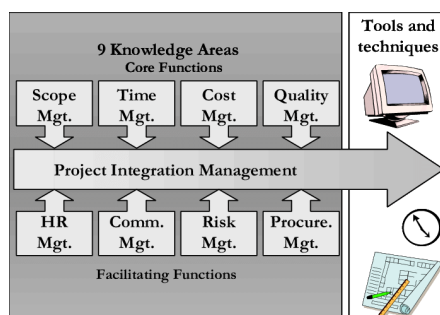 9 Knowledge Areas
Core Functions
Tools and
techniques
Scope
Mgt.
Time
Mgt.
Cost
Mgt.
Quality
Mgt.
Project Integration Management
HR
Mgt.
Comm.
Mgt.
Risk
Mgt.
Procure.
Mgt.
Facilitating Functions